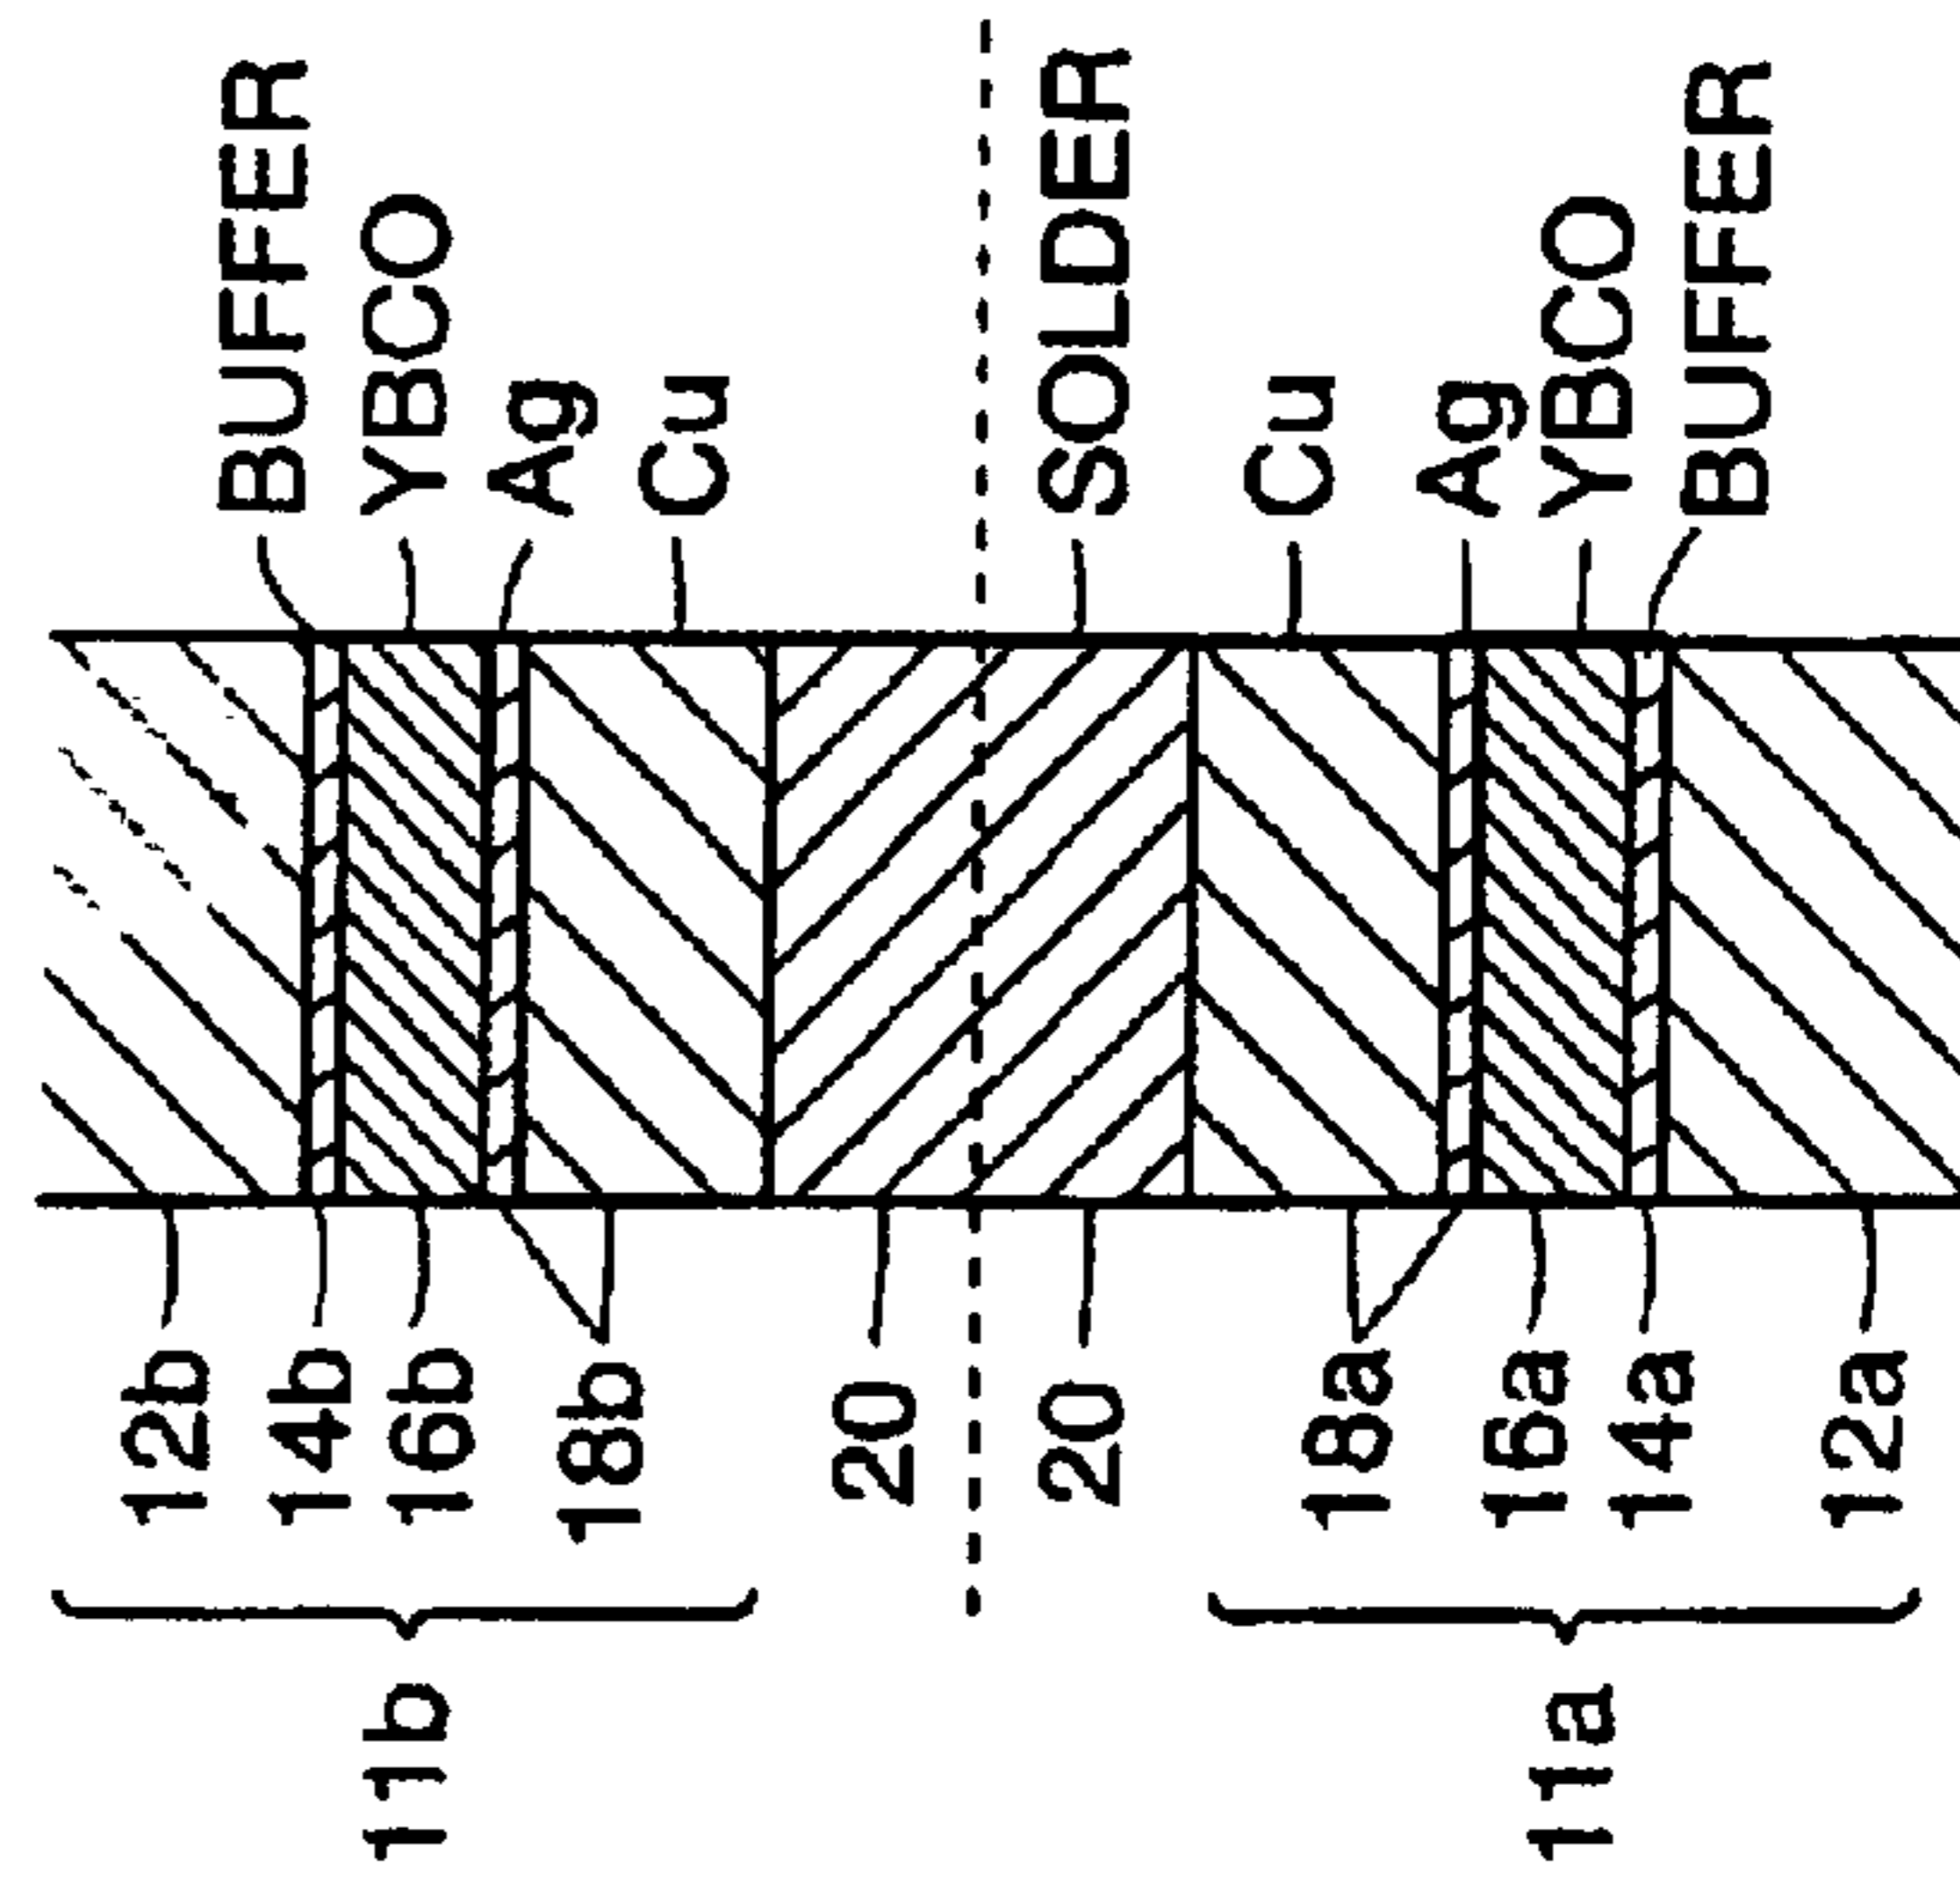 BUFFER
YBCO
Ag
Cu
SOLDER
Cu
Ag
YBCO
BUFFER
12b
14b
16b
18b
20
20
18a
16a
14a
12a
11b
11a